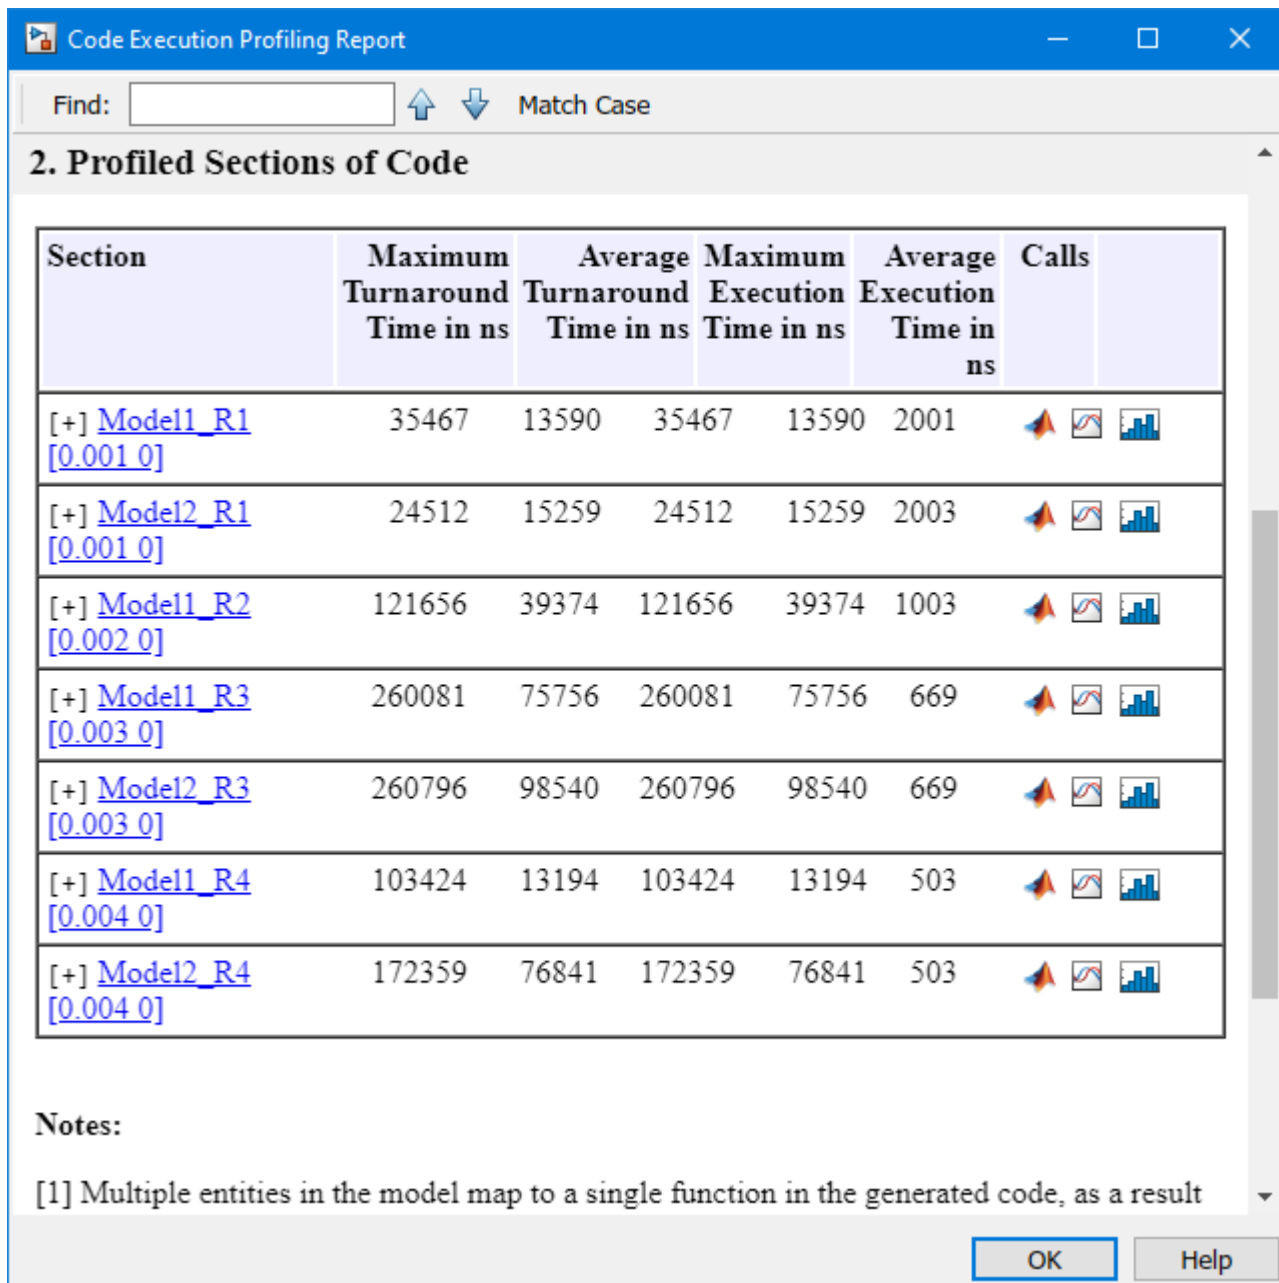 Code Execution Profiling Report
Find:
Match Case
2. Profiled Sections of Code
Section Maximum Average Maximum Average Calls
Turnaround Turnaround Execution Execution
Time in ns Time in ns Time in ns Time in
ns
[+] Model1_R1 35467 13590 35467 13590 2001
[0.001 0]
[+] Model2_R1 24512 15259 24512 15259 2003
[0.001 0]
[+] Model1_R2 121656 39374 121656 39374 1003
[0.002 0]
[+] Model1_R3 260081 75756 260081 75756 669
[0.003 0]
[+] Model2_R3 260796 98540 260796 98540 669
[0.003 0]
[+] Model1_R4 103424 13194 103424 13194 503
[0.004 0]
[+] Model2_R4 172359 76841 172359 76841 503
[0.004 0]
Notes:
[1] Multiple entities in the model map to a single function in the generated code, as a result
OK Help